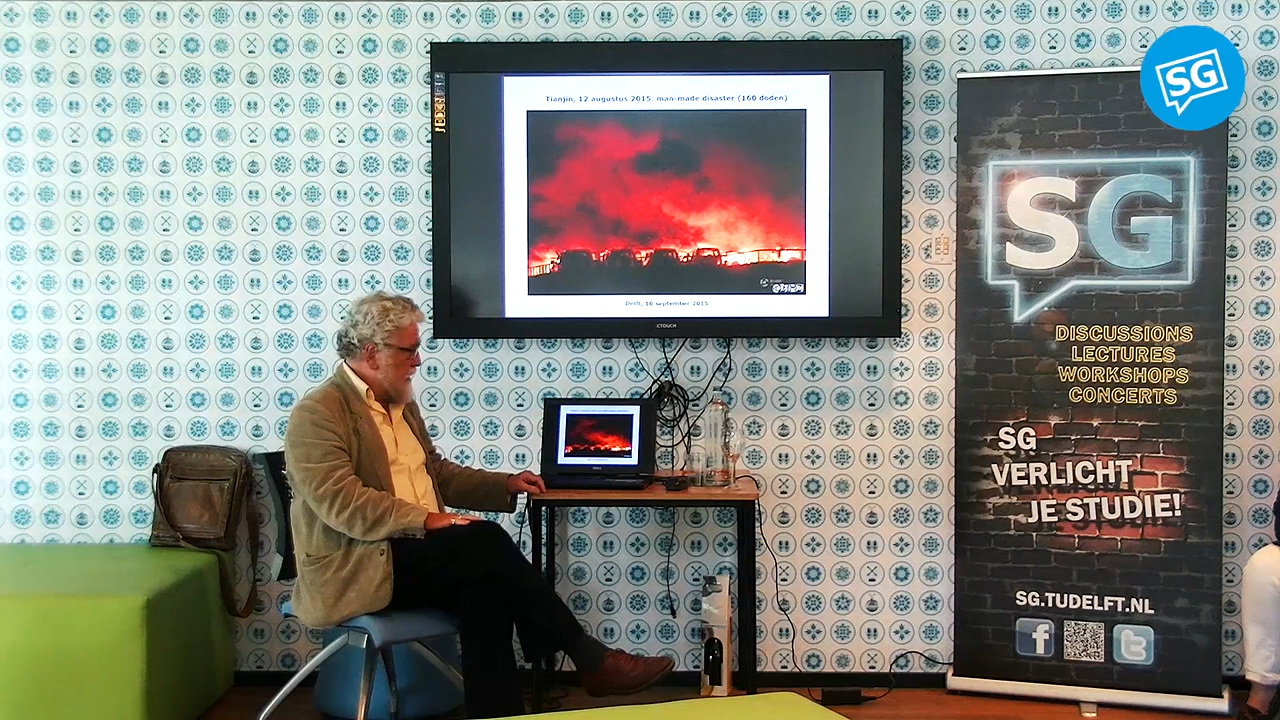 Tianjin, 12 augustus 2015: man-made disaster (160 doden)
Delft, 10 september 2015
CTOUCH
SG
SG
DISCUSSIONS
LECTURES
WORKSHOPS
CONCERTS
SG
VERLICHT
JE STUDIE!
SG.TUDELFT.NL